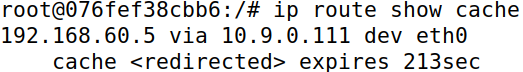 root@076fef38cbb6:/# ip route show cache
192.168.60.5 via 10.9.0.111 dev eth0
    cache <redirected> expires 213sec